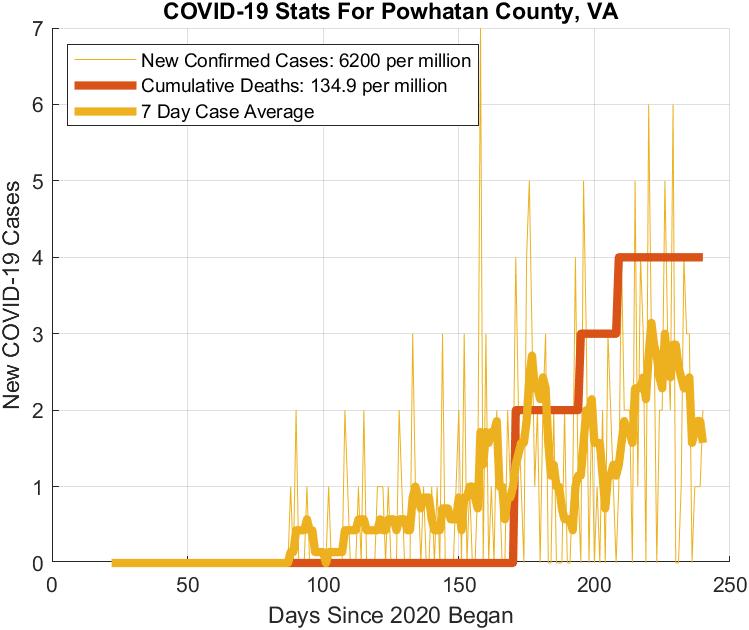 COVID-19 Stats For Powhatan County, VA
New Confirmed Cases: 6200 per million
Cumulative Deaths: 134.9 per million
7 Day Case Average
New COVID-19 Cases
7
6
5
4
3
2
1
0
0 50 100 150 200 250
Days Since 2020 Began